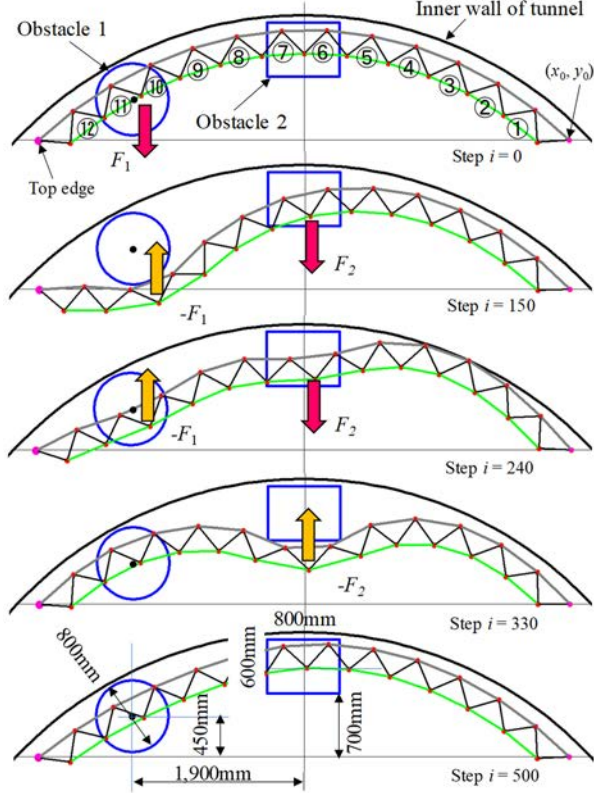 Inner wall of tunnel
Obstacle 1
(x₀, y₀)
⑫ ⑪ ⑩ ⑨ ⑧ ⑦ ⑥ ⑤ ④ ③ ② ①
Obstacle 2
F₁
Top edge
Step i = 0
-F₁
F₂
Step i = 150
-F₁
F₂
Step i = 240
-F₂
Step i = 330
800mm
800mm
600mm
450mm
700mm
1,900mm
Step i = 500